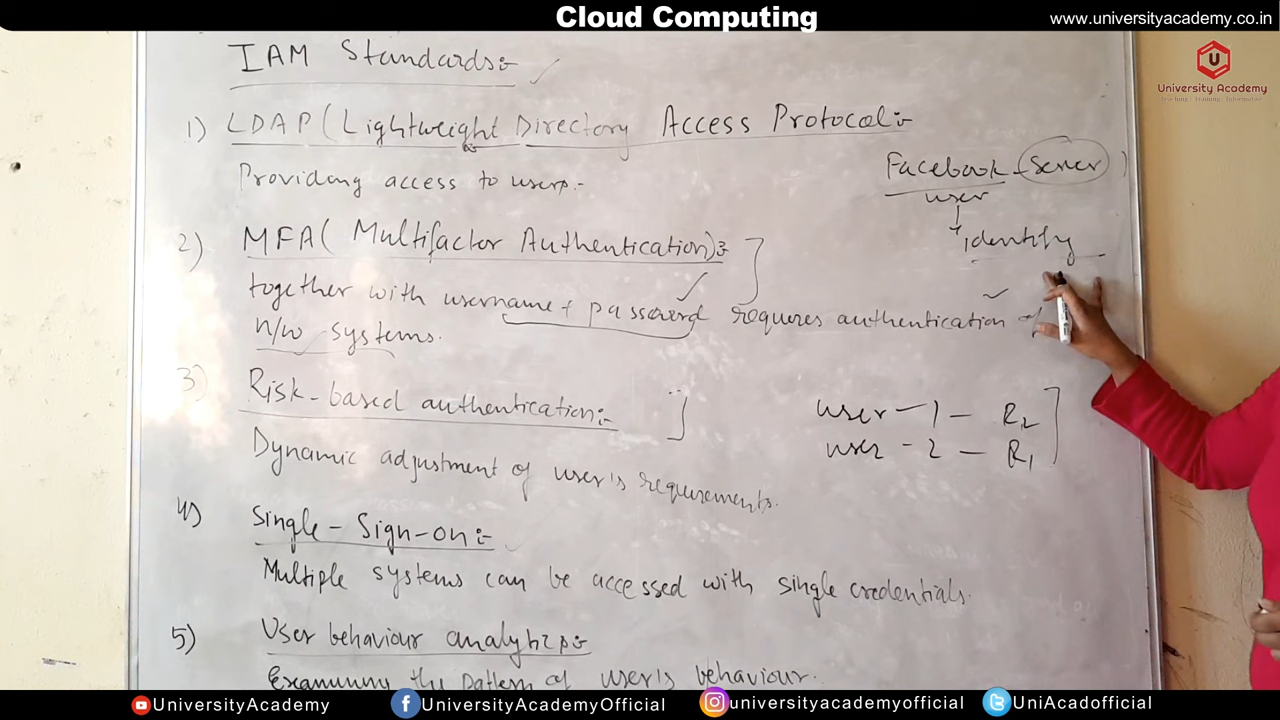 Cloud Computing
www.universityacademy.co.in
U
University Academy
Teaching | Training | Informative
IAM Standards:-
1) LDAP (Lightweight Directory Access Protocol:-
Providing access to users:-
Facebook - (Server)
user
identify
2) MFA (Multifactor Authentication):-
together with username + password requires authentication of
n/w systems.
3) Risk-based authentication:-
Dynamic adjustment of user's requirements.
user - 1 - R2
user - 2 - R1
4) Single-Sign-on:-
Multiple systems can be accessed with single credentials.
5) User behaviour analytics:-
Examining the pattern of user's behaviour.
UniversityAcademy
UniversityAcademyOfficial
Universityacademyofficial
UniAcadofficial